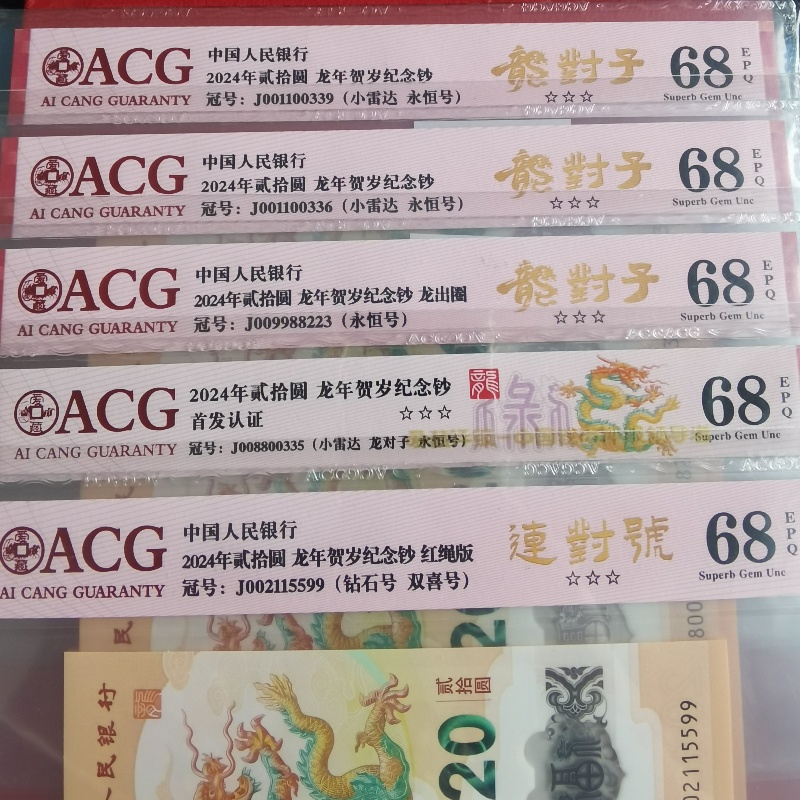 ACG
AI CANG GUARANTY
中国人民银行
2024年贰拾圆 龙年贺岁纪念钞
冠号：J001100339（小雷达 永恒号）
龍對子
☆☆☆
68
EPQ
Superb Gem Unc
ACG
AI CANG GUARANTY
中国人民银行
2024年贰拾圆 龙年贺岁纪念钞
冠号：J001100336（小雷达 永恒号）
龍對子
☆☆☆
68
EPQ
Superb Gem Unc
ACG
AI CANG GUARANTY
中国人民银行
2024年贰拾圆 龙年贺岁纪念钞 龙出圈
冠号：J009988223（永恒号）
龍對子
☆☆☆
68
EPQ
Superb Gem Unc
ACG
AI CANG GUARANTY
2024年贰拾圆 龙年贺岁纪念钞
首发认证
☆☆☆
冠号：J008800335（小雷达 龙对子 永恒号）
龍
68
EPQ
Superb Gem Unc
ACG
AI CANG GUARANTY
中国人民银行
2024年贰拾圆 龙年贺岁纪念钞 红绳版
冠号：J002115599（钻石号 双喜号）
連對號
☆☆☆
68
EPQ
Superb Gem Unc
民
20
800
人民银行
贰拾圆
20
02115599